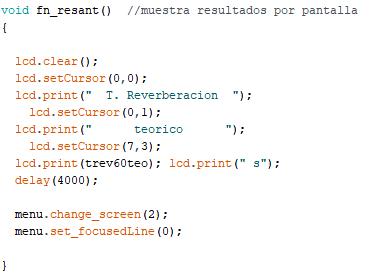 void fn_resant()  //muestra resultados por pantalla
{
lcd.clear();
lcd.setCursor(0,0);
lcd.print("  T. Reverberacion  ");
lcd.setCursor(0,1);
lcd.print("      teorico      ");
lcd.setCursor(7,3);
lcd.print(trev60teo); lcd.print(" s");
delay(4000);
menu.change_screen(2);
menu.set_focusedLine(0);
}